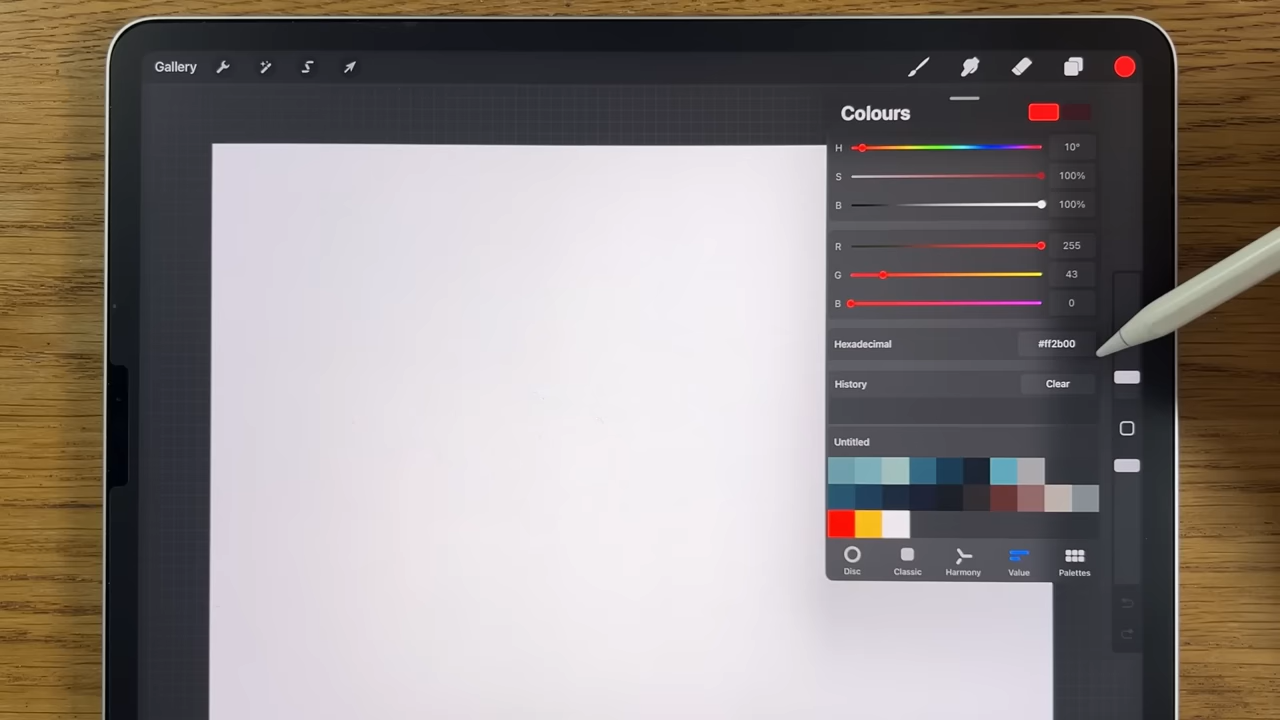 Gallery
Colours
H 10°
S 100%
B 100%
R 255
G 43
B 0
Hexadecimal #ff2b00
History Clear
Untitled
Disc Classic Harmony Value Palettes